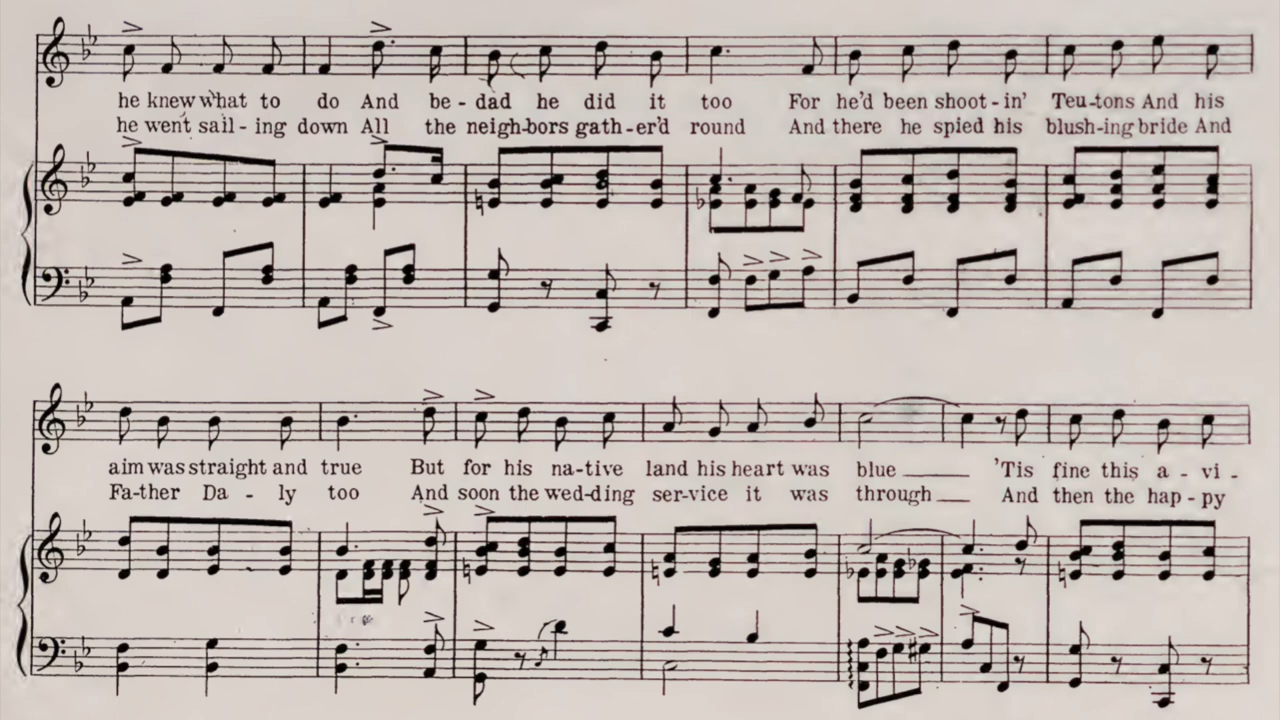 he knew what to do And be - dad he did it too For he'd been shoot - in' Teu - tons And his
he went sail - ing down All the neigh - bors gath - er'd round And there he spied his blush - ing bride And
aim was straight and true But for his na - tive land his heart was blue 'Tis fine this a - vi -
Fa - ther Da - ly too And soon the wed - ding ser - vice it was through And then the hap - py